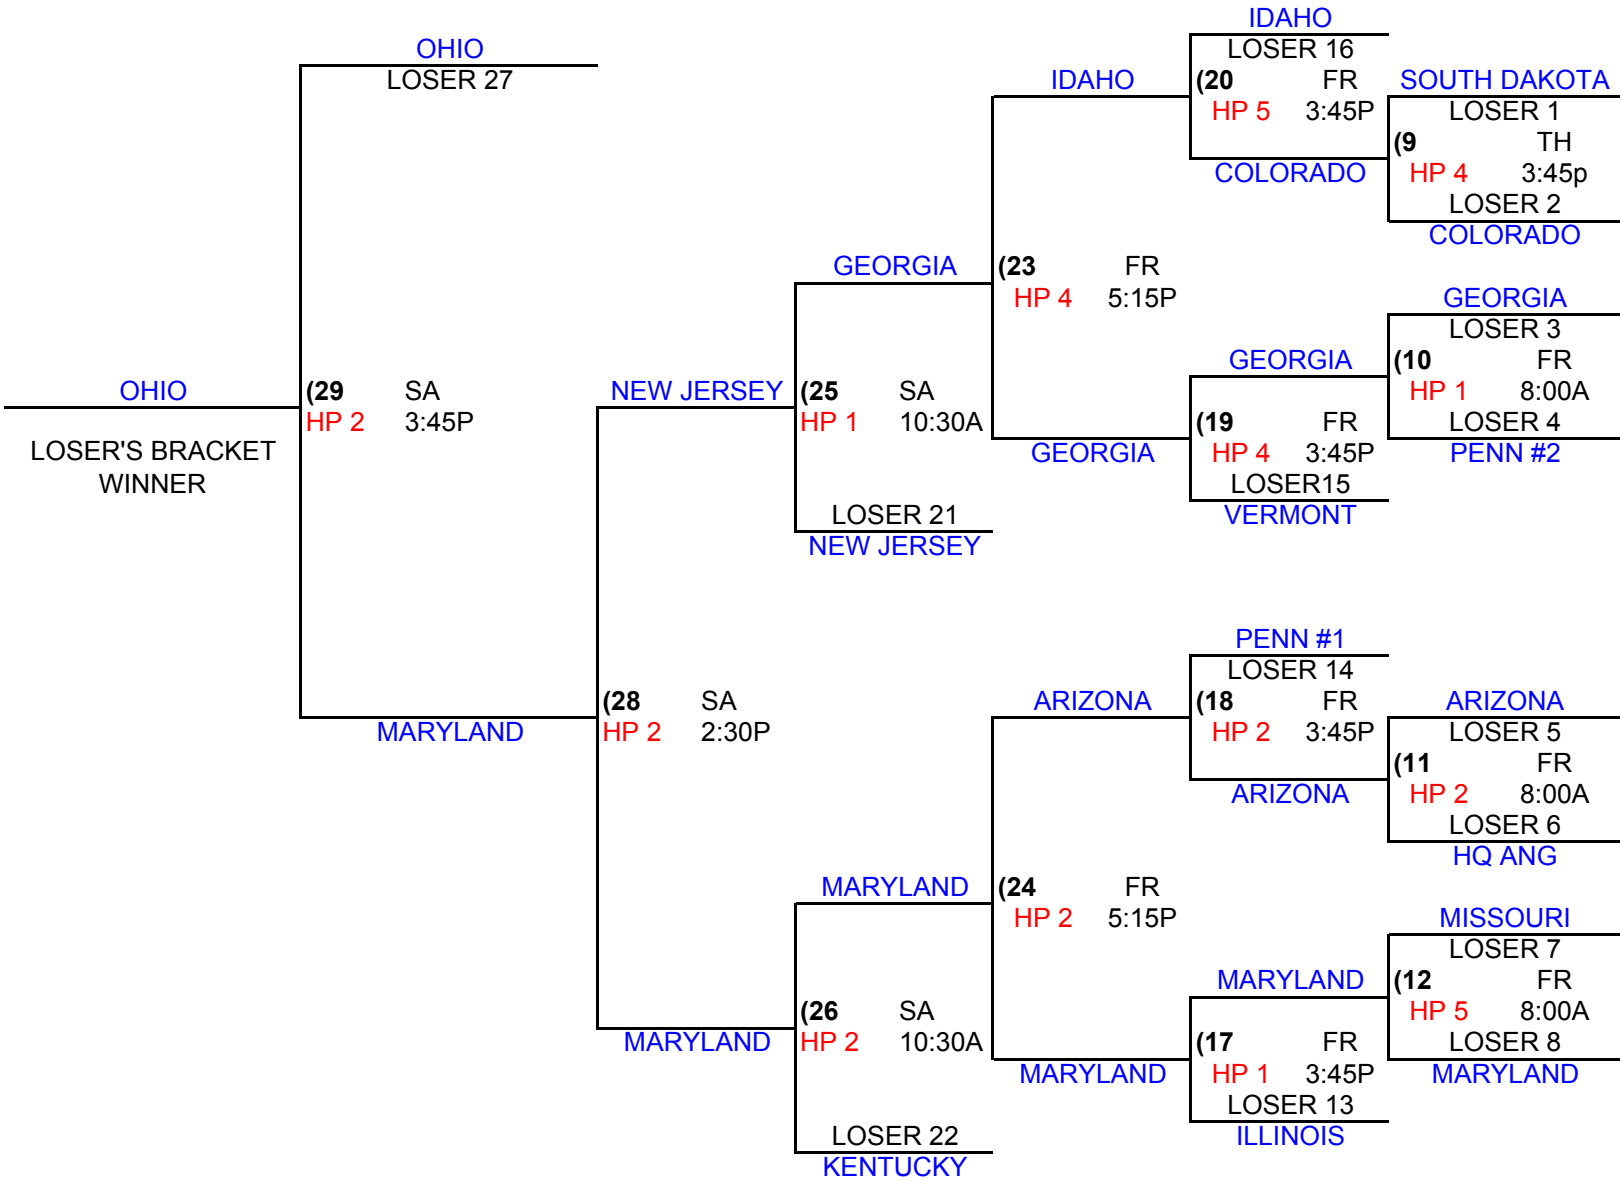 IDAHO
OHIO
LOSER 16
LOSER 27
IDAHO
(20 FR
SOUTH DAKOTA
HP 5 3:45P
LOSER 1
(9 TH
COLORADO
HP 4 3:45p
LOSER 2
COLORADO
GEORGIA
(23 FR
HP 4 5:15P
GEORGIA
LOSER 3
GEORGIA
(10 FR
OHIO
(29 SA
NEW JERSEY
(25 SA
HP 1 8:00A
HP 2 3:45P
HP 1 10:30A
(19 FR
LOSER 4
LOSER'S BRACKET
WINNER
GEORGIA
HP 4 3:45P
PENN #2
LOSER15
LOSER 21
VERMONT
NEW JERSEY
PENN #1
LOSER 14
(28 SA
ARIZONA
(18 FR
ARIZONA
MARYLAND
HP 2 2:30P
HP 2 3:45P
LOSER 5
(11 FR
ARIZONA
HP 2 8:00A
LOSER 6
HQ ANG
MARYLAND
(24 FR
HP 2 5:15P
MISSOURI
LOSER 7
MARYLAND
(12 FR
(26 SA
HP 5 8:00A
MARYLAND
HP 2 10:30A
(17 FR
LOSER 8
MARYLAND
HP 1 3:45P
MARYLAND
LOSER 13
LOSER 22
ILLINOIS
KENTUCKY